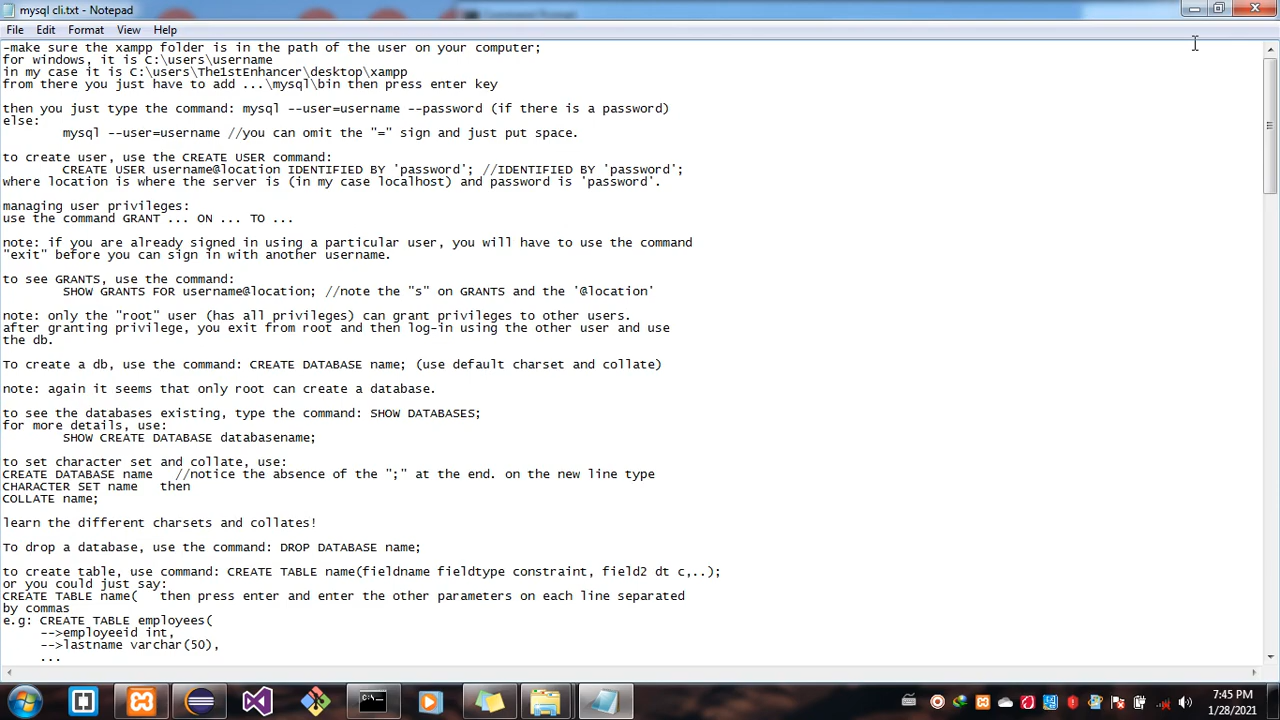 mysql cli.txt - Notepad
File Edit Format View Help
-make sure the xampp folder is in the path of the user on your computer;
for windows, it is C:\users\username
in my case it is C:\users\The1stEnhancer\desktop\xampp
from there you just have to add ...\mysql\bin then press enter key
then you just type the command: mysql --user=username --password (if there is a password)
else:
mysql --user=username //you can omit the "=" sign and just put space.
to create user, use the CREATE USER command:
CREATE USER username@location IDENTIFIED BY 'password'; //IDENTIFIED BY 'password';
where location is where the server is (in my case localhost) and password is 'password'.
managing user privileges:
use the command GRANT ... ON ... TO ...
note: if you are already signed in using a particular user, you will have to use the command
"exit" before you can sign in with another username.
to see GRANTS, use the command:
SHOW GRANTS FOR username@location; //note the "s" on GRANTS and the '@location'
note: only the "root" user (has all privileges) can grant privileges to other users.
after granting privilege, you exit from root and then log-in using the other user and use
the db.
To create a db, use the command: CREATE DATABASE name; (use default charset and collate)
note: again it seems that only root can create a database.
to see the databases existing, type the command: SHOW DATABASES;
for more details, use:
SHOW CREATE DATABASE databasename;
to set character set and collate, use:
CREATE DATABASE name //notice the absence of the ";" at the end. on the new line type
CHARACTER SET name then
COLLATE name;
learn the different charsets and collates!
To drop a database, use the command: DROP DATABASE name;
to create table, use command: CREATE TABLE name(fieldname fieldtype constraint, field2 dt c,..);
or you could just say:
CREATE TABLE name( then press enter and enter the other parameters on each line separated
by commas
e.g: CREATE TABLE employees(
-->employeeid int,
-->lastname varchar(50),
...
7:45 PM
1/28/2021